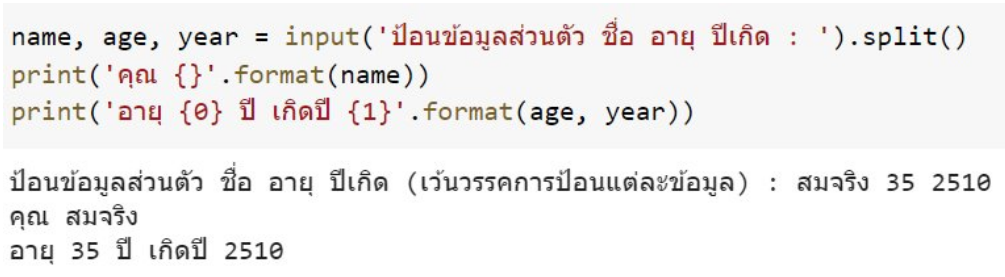 name, age, year = input('ป้อนข้อมูลส่วนตัว ชื่อ อายุ ปีเกิด : ').split()
print('คุณ {}'.format(name))
print('อายุ {0} ปี เกิดปี {1}'.format(age, year))
ป้อนข้อมูลส่วนตัว ชื่อ อายุ ปีเกิด (เว้นวรรคการป้อนแต่ละข้อมูล) : สมจริง 35 2510
คุณ สมจริง
อายุ 35 ปี เกิดปี 2510